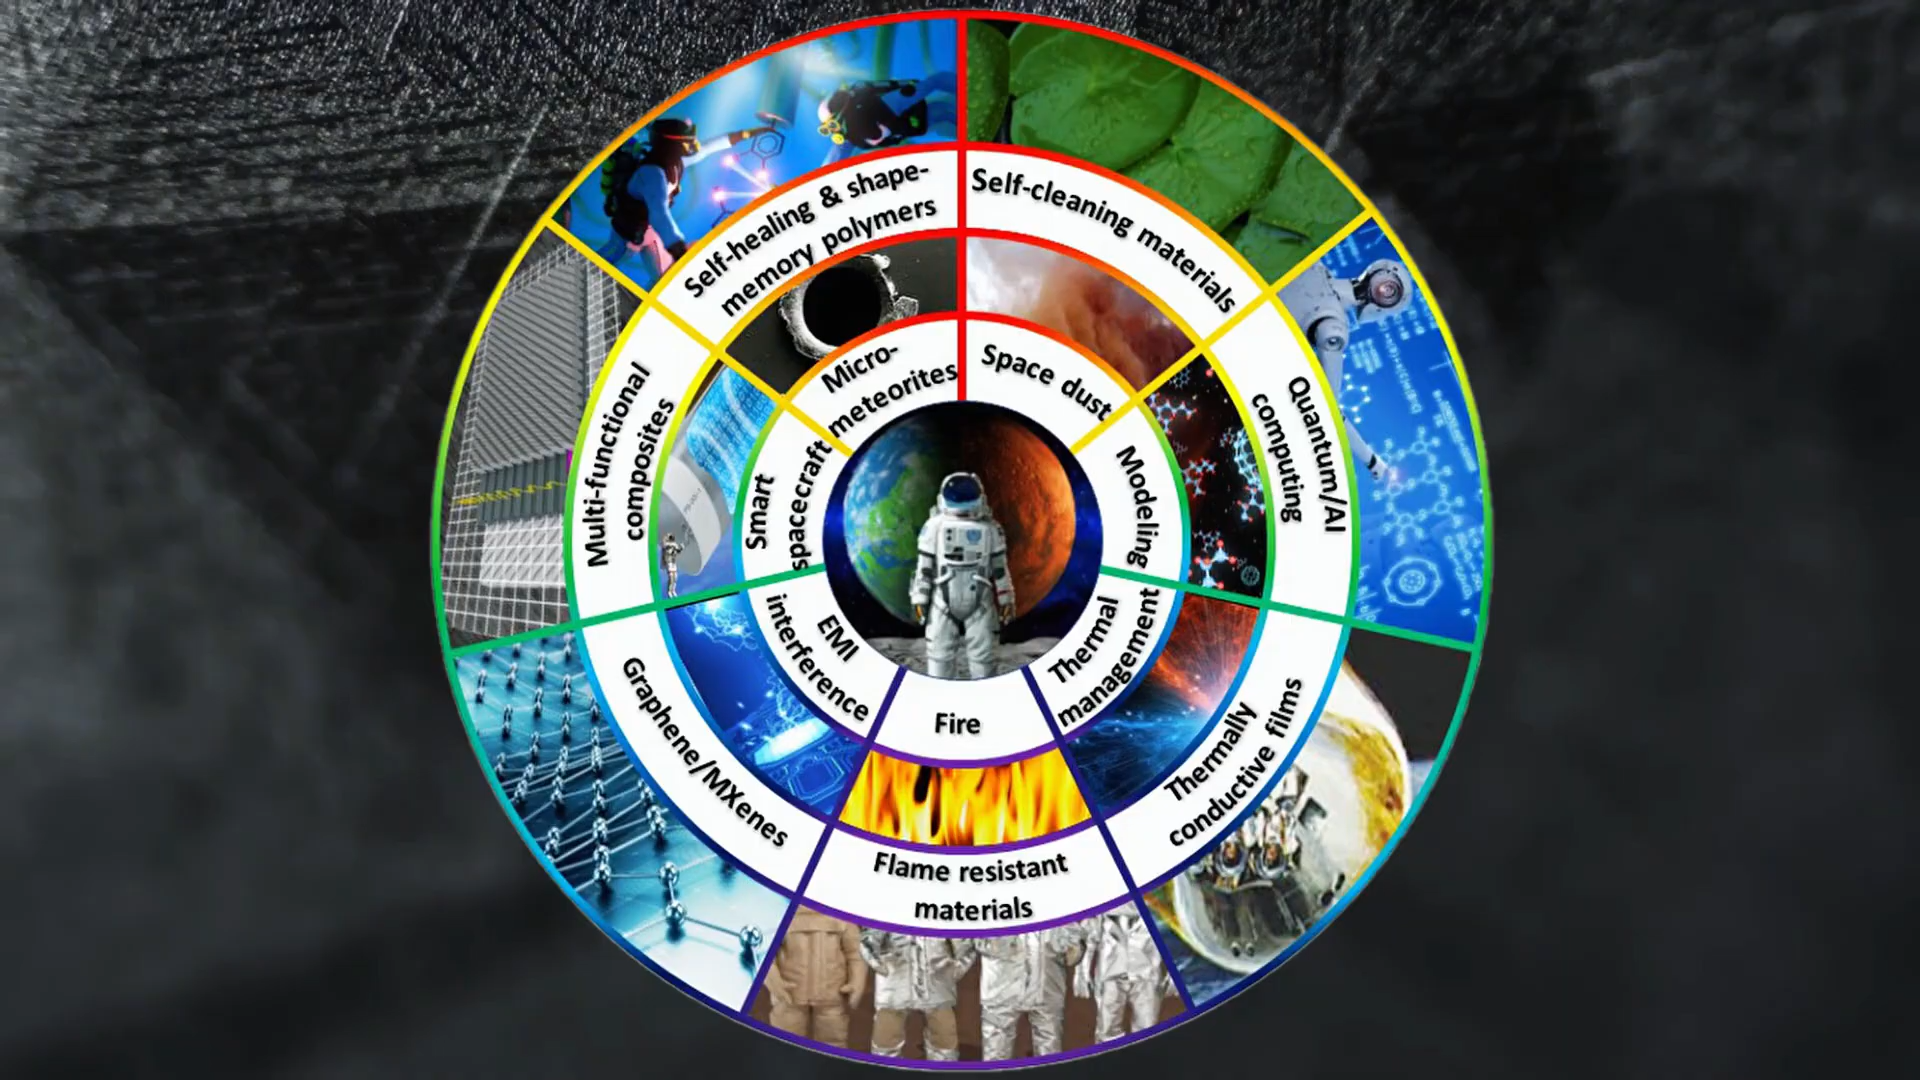 Self-healing & shape-
memory polymers
Self-cleaning materials
Quantum/AI
computing
Thermally
conductive films
Flame resistant
materials
Graphene/MXenes
Multi-functional
composites
Micro-
meteorites
Space dust
Modeling
Thermal
management
Fire
EMI
interference
Smart
spacecraft